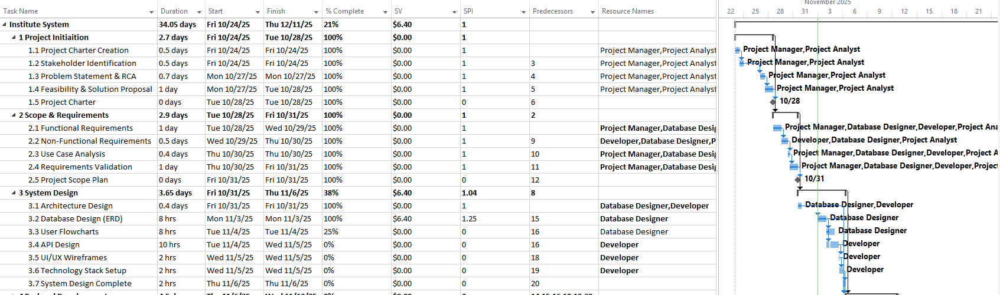 November 2025
Task Name Duration Start Finish % Complete SV SPI Predecessors Resource Names 22 25 28 31 3 6 9 12 15 18 21
Institute System 34.05 days Fri 10/24/25 Thu 12/11/25 21% $6.40 1
1 Project Initiaition 2.7 days Fri 10/24/25 Tue 10/28/25 100% $0.00 1
1.1 Project Charter Creation 0.5 days Fri 10/24/25 Fri 10/24/25 100% $0.00 1 Project Manager,Project Analyst Project Manager,Project Analyst
1.2 Stakeholder Identification 0.5 days Fri 10/24/25 Fri 10/24/25 100% $0.00 1 3 Project Manager,Project Analyst Project Manager,Project Analyst
1.3 Problem Statement & RCA 0.7 days Mon 10/27/25 Mon 10/27/25 100% $0.00 1 4 Project Manager,Project Analyst Project Manager,Project Analyst
1.4 Feasibility & Solution Proposal 1 day Mon 10/27/25 Tue 10/28/25 100% $0.00 1 5 Project Manager,Project Analyst Project Manager,Project Analyst
1.5 Project Charter 0 days Tue 10/28/25 Tue 10/28/25 100% $0.00 0 6 10/28
2 Scope & Requirements 2.9 days Tue 10/28/25 Fri 10/31/25 100% $0.00 1 2
2.1 Functional Requirements 1 day Tue 10/28/25 Wed 10/29/25 100% $0.00 1 Project Manager,Database Desig Project Manager,Database Designer,Developer,Project Ana
2.2 Non-Functional Requirements 0.5 days Wed 10/29/25 Thu 10/30/25 100% $0.00 1 9 Developer,Database Designer,P Developer,Database Designer,Project Analyst
2.3 Use Case Analysis 0.4 days Thu 10/30/25 Thu 10/30/25 100% $0.00 1 10 Project Manager,Database Desig Project Manager,Database Designer,Developer,Project A
2.4 Requirements Validation 1 day Thu 10/30/25 Fri 10/31/25 100% $0.00 1 11 Project Manager,Database Desig Project Manager,Database Designer,Developer,Project
2.5 Project Scope Plan 0 days Fri 10/31/25 Fri 10/31/25 100% $0.00 0 12 10/31
3 System Design 3.65 days Fri 10/31/25 Thu 11/6/25 38% $6.40 1.04 8
3.1 Architecture Design 0.4 days Fri 10/31/25 Fri 10/31/25 100% $0.00 1 Database Designer,Developer Database Designer,Developer
3.2 Database Design (ERD) 8 hrs Mon 11/3/25 Mon 11/3/25 100% $6.40 1.25 15 Database Designer Database Designer
3.3 User Flowcharts 8 hrs Tue 11/4/25 Tue 11/4/25 25% $0.00 0 16 Database Designer Database Designer
3.4 API Design 10 hrs Tue 11/4/25 Wed 11/5/25 0% $0.00 0 16 Developer Developer
3.5 UI/UX Wireframes 2 hrs Wed 11/5/25 Wed 11/5/25 0% $0.00 0 18 Developer Developer
3.6 Technology Stack Setup 2 hrs Wed 11/5/25 Wed 11/5/25 0% $0.00 0 19 Developer Developer
3.7 System Design Complete 2 hrs Thu 11/6/25 Thu 11/6/25 0% $0.00 0 20